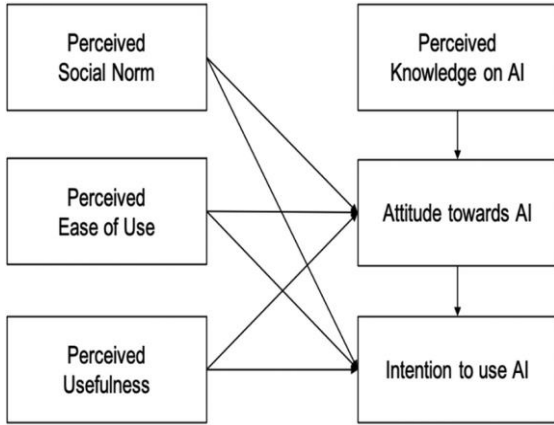 Perceived
Social Norm
Perceived
Knowledge on AI
Perceived
Ease of Use
Attitude towards AI
Perceived
Usefulness
Intention to use AI